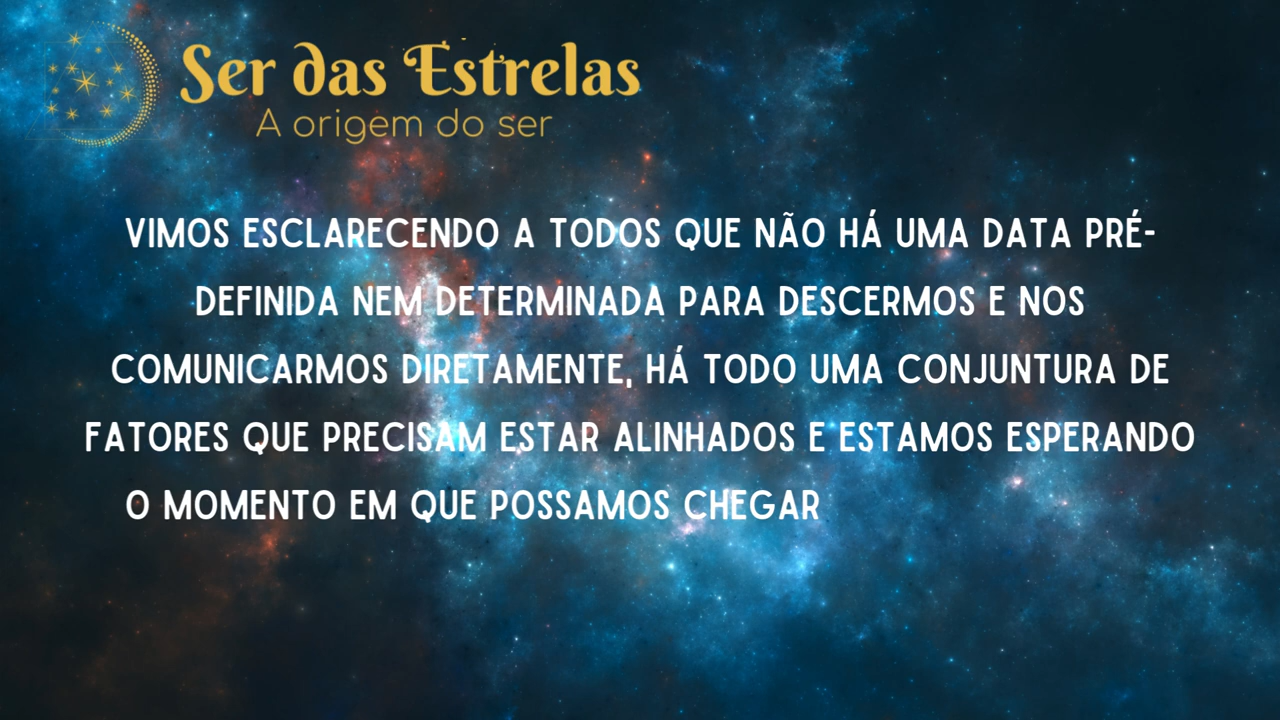 Ser das Estrelas
A origem do ser
VIMOS ESCLARECENDO A TODOS QUE NÃO HÁ UMA DATA PRÉ-
DEFINIDA NEM DETERMINADA PARA DESCERMOS E NOS
COMUNICARMOS DIRETAMENTE, HÁ TODO UMA CONJUNTURA DE
FATORES QUE PRECISAM ESTAR ALINHADOS E ESTAMOS ESPERANDO
O MOMENTO EM QUE POSSAMOS CHEGAR